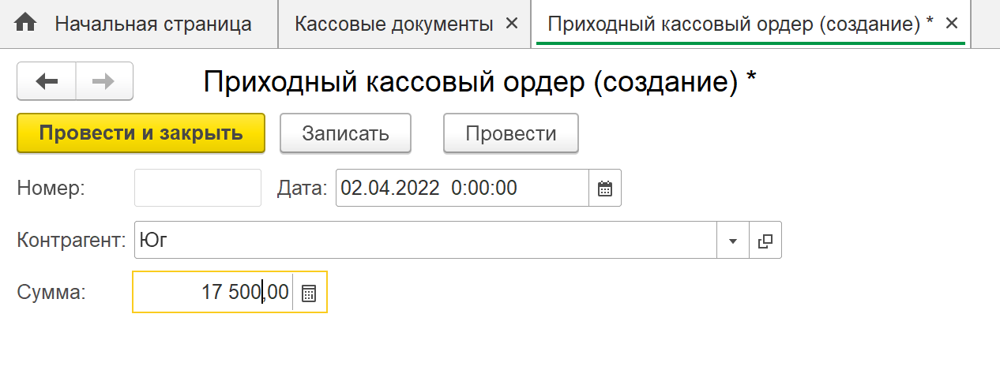 Начальная страница Кассовые документы × Приходный кассовый ордер (создание) * ×
Приходный кассовый ордер (создание) *
Провести и закрыть Записать Провести
Номер: Дата: 02.04.2022 0:00:00
Контрагент: Юг
Сумма: 17 500,00